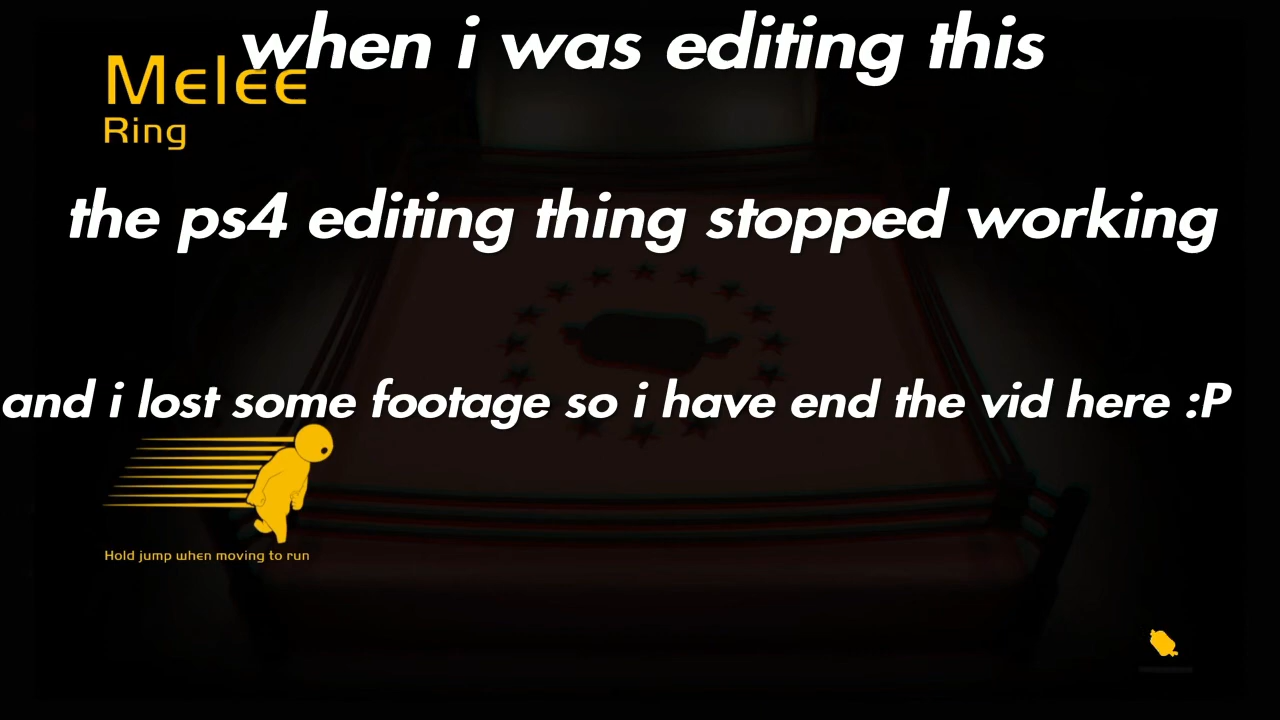 when i was editing this
Melee
Ring
the ps4 editing thing stopped working
and i lost some footage so i have end the vid here :P
Hold jump when moving to run